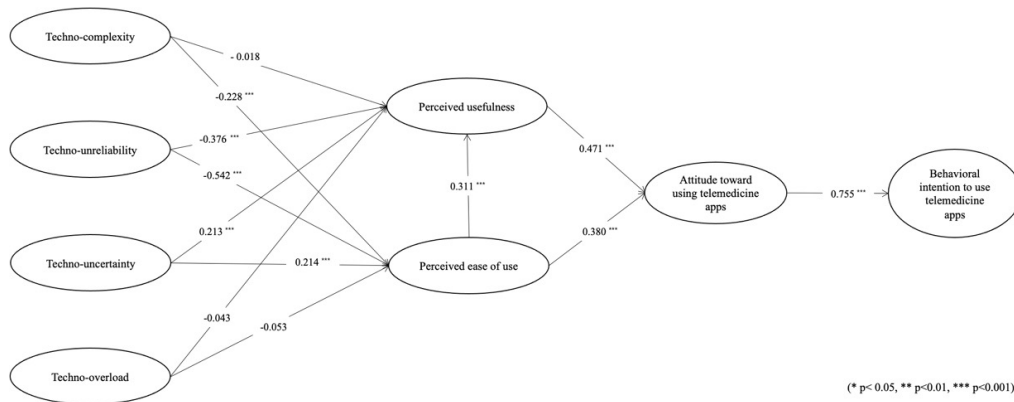 Techno-complexity
- 0.018
-0.228 ***
Perceived usefulness
-0.376 ***
Techno-unreliability
-0.542 ***
0.471 ***
0.311 ***
Attitude toward
using telemedicine
apps
0.755 ***
Behavioral
intention to use
telemedicine
apps
0.213 ***
0.380 ***
Techno-uncertainty
0.214 ***
Perceived ease of use
-0.043
-0.053
Techno-overload
(* p< 0.05, ** p<0.01, *** p<0.001)